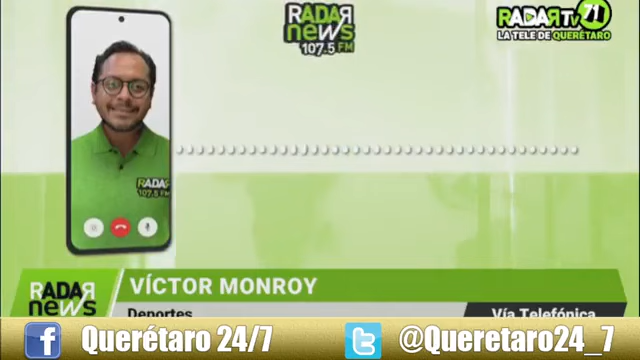 RADAR
news
107.5 FM
RADAR TV 71
LA TELE DE QUERÉTARO
RADAR
107.5 FM
RADAR
news
VÍCTOR MONROY
Deportes
Vía Telefónica
Querétaro 24/7
@Queretaro24_7